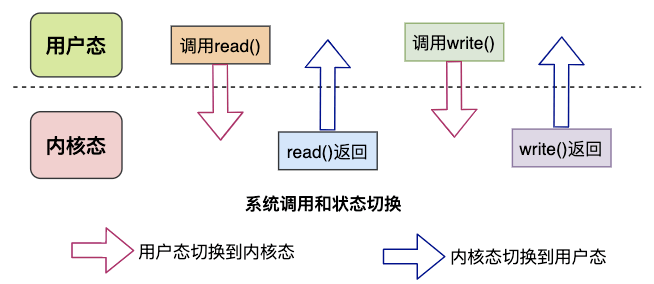 用户态
调用read()
调用write()
内核态
read()返回
write()返回
系统调用和状态切换
用户态切换到内核态
内核态切换到用户态